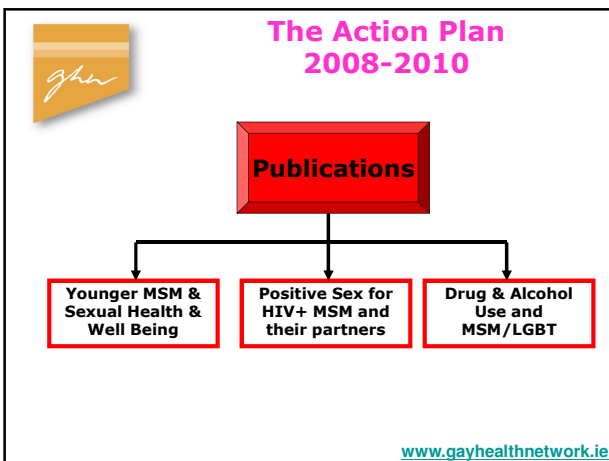 ghn
The Action Plan
2008-2010
Publications
Younger MSM &
Sexual Health &
Well Being
Positive Sex for
HIV+ MSM and
their partners
Drug & Alcohol
Use and
MSM/LGBT
www.gayhealthnetwork.ie